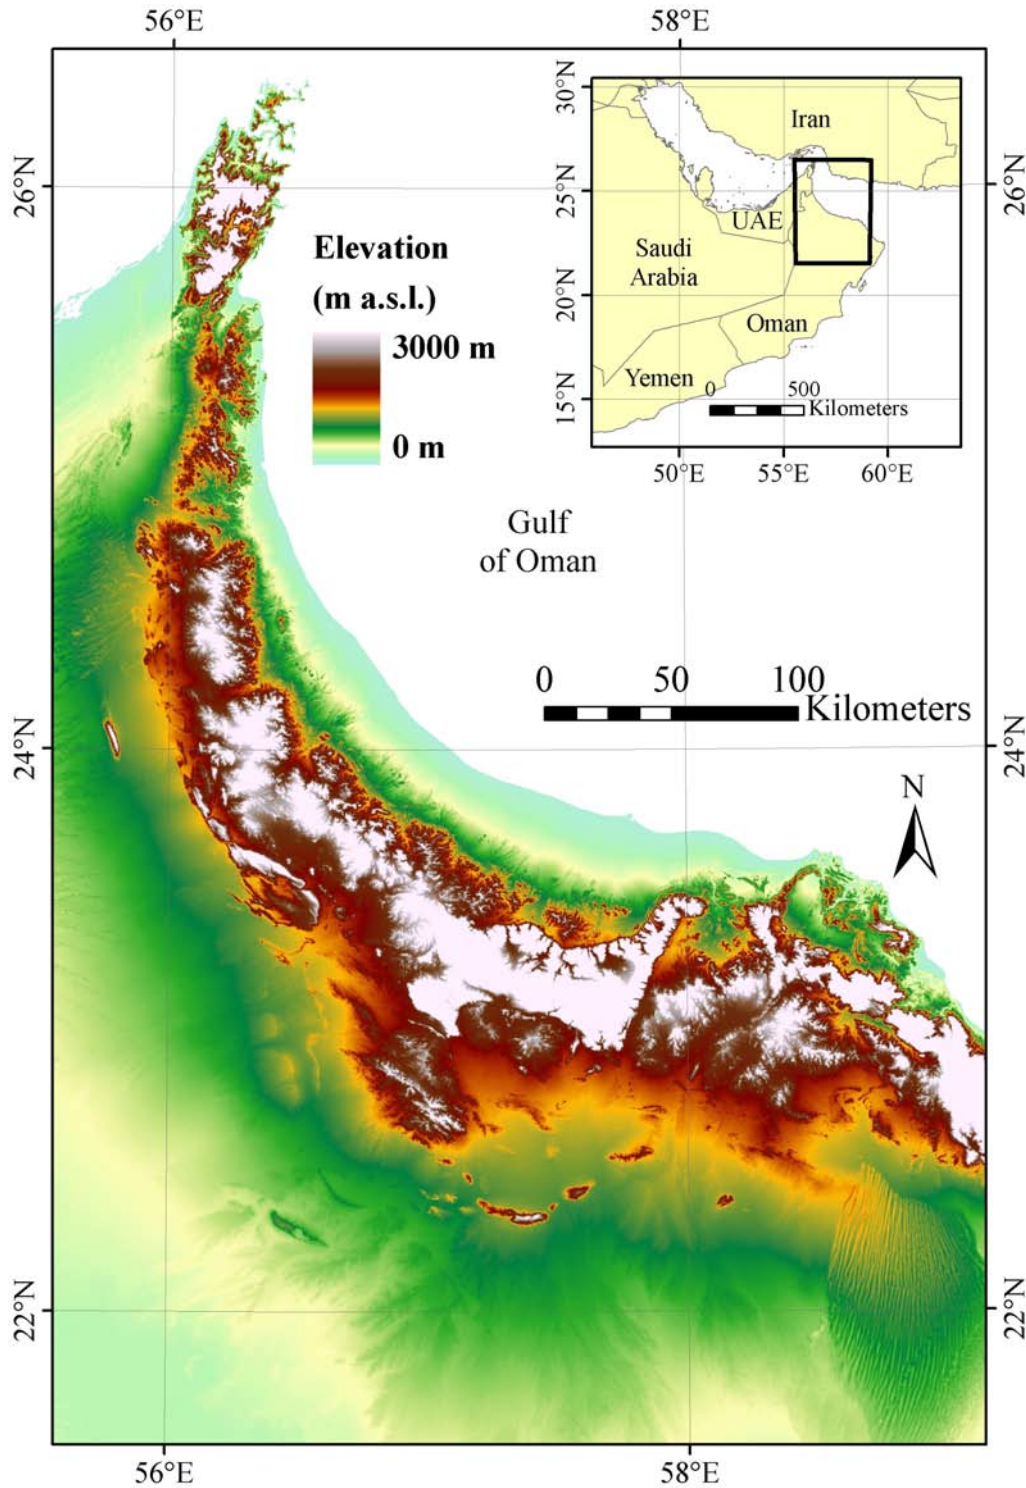 56°E
58°E
30°N
Iran
26°N
26°N
25°N
UAE
Elevation
(m a.s.l.)
Saudi
Arabia
20°N
Oman
3000 m
Yemen
0
500
Kilometers
15°N
0 m
50°E
55°E
60°E
Gulf
of Oman
0
50
100
Kilometers
24°N
24°N
N
22°N
22°N
56°E
58°E